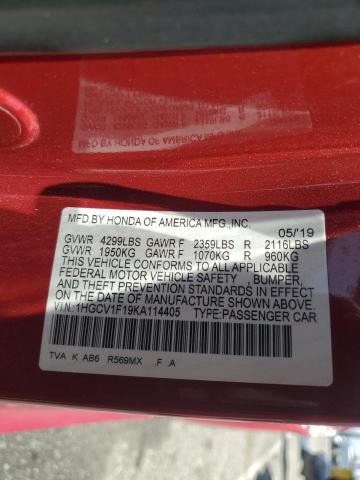 MFD.BY HONDA OF AMERICA MFG.,INC. 05/'19
GVWR 4299LBS GAWR F 2359LBS R 2116LBS
GVWR 1950KG GAWR F 1070KG R 960KG
THIS VEHICLE CONFORMS TO ALL APPLICABLE
FEDERAL MOTOR VEHICLE SAFETY BUMPER,
AND THEFT PREVENTION STANDARDS IN EFFECT
ON THE DATE OF MANUFACTURE SHOWN ABOVE.
V.I.N.:1HGCV1F19KA114405 TYPE:PASSENGER CAR
TVA K AB6 R569MX .F .A